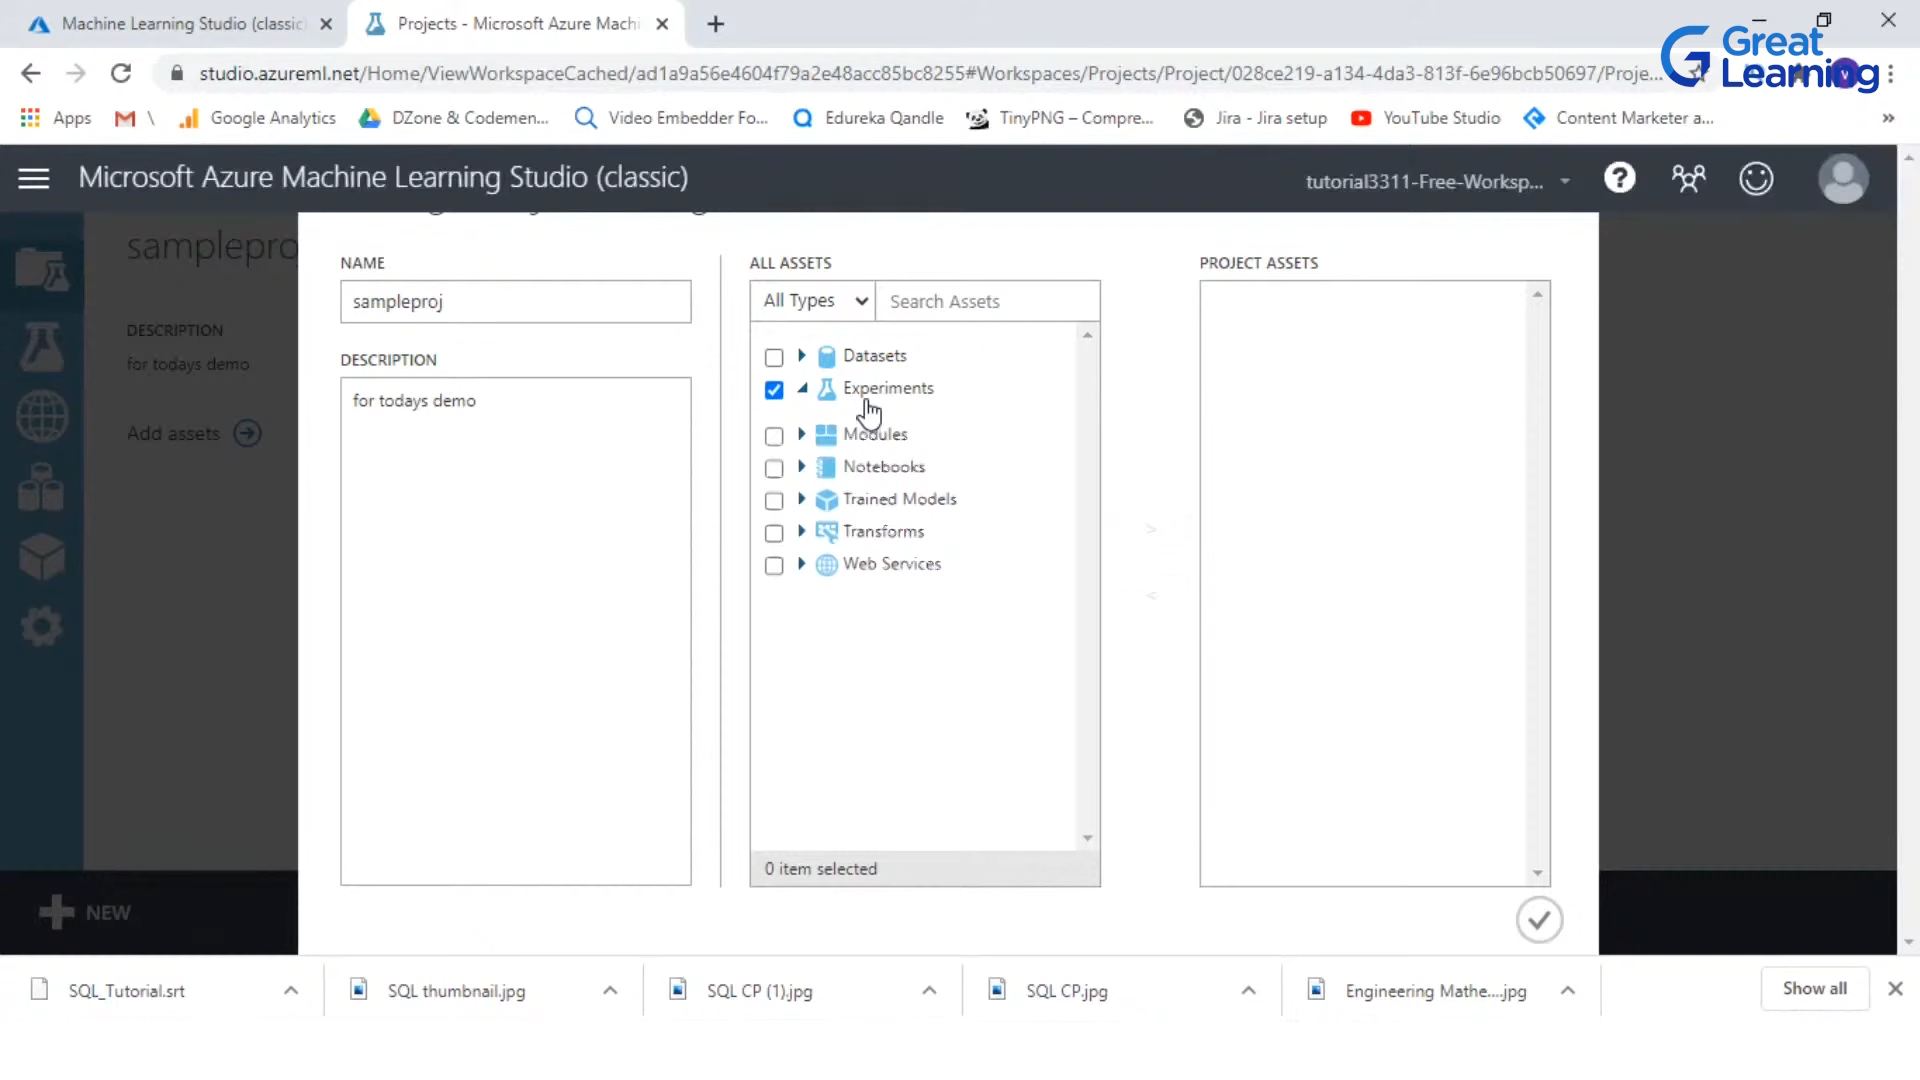 Machine Learning Studio (classic)
Projects - Microsoft Azure Machi
studio.azureml.net/Home/ViewWorkspaceCached/ad1a9a56e4604f79a2e48acc85bc8255#Workspaces/Projects/Project/028ce219-a134-4da3-813f-6e96bcb50697/Proje...
Great Learning
Apps
\
Google Analytics
DZone & Codemen...
Video Embedder Fo...
Edureka Qandle
TinyPNG – Compre...
Jira - Jira setup
YouTube Studio
Content Marketer a...
»
Microsoft Azure Machine Learning Studio (classic)
tutorial3311-Free-Worksp...
sampleproj
NAME
ALL ASSETS
PROJECT ASSETS
sampleproj
All Types
Search Assets
DESCRIPTION
for todays demo
DESCRIPTION
for todays demo
Datasets
Experiments
Modules
Notebooks
Trained Models
Transforms
Web Services
Add assets
>
<
0 item selected
NEW
SQL_Tutorial.srt
SQL thumbnail.jpg
SQL CP (1).jpg
SQL CP.jpg
Engineering Mathe....jpg
Show all